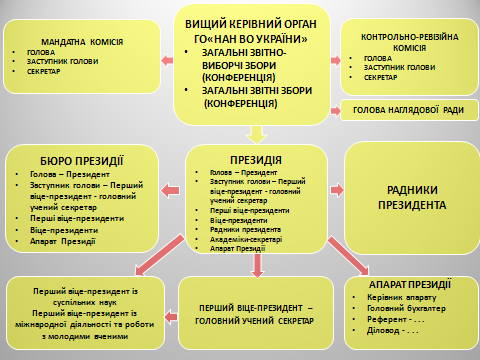 ВИЩИЙ КЕРІВНИЙ ОРГАН
ГО«НАН ВО УКРАЇНИ»
• ЗАГАЛЬНІ ЗВІТНО-
ВИБОРЧІ ЗБОРИ
(КОНФЕРЕНЦІЯ)
• ЗАГАЛЬНІ ЗВІТНІ ЗБОРИ
(КОНФЕРЕНЦІЯ)
МАНДАТНА КОМІСІЯ
• ГОЛОВА
• ЗАСТУПНИК ГОЛОВИ
• СЕКРЕТАР
КОНТРОЛЬНО-РЕВІЗІЙНА
КОМІСІЯ
• ГОЛОВА
• ЗАСТУПНИК ГОЛОВИ
• СЕКРЕТАР
ГОЛОВА НАГЛЯДОВОЇ РАДИ
БЮРО ПРЕЗИДІЇ
• Голова – Президент
• Заступник голови – Перший
віце-президент - головний
учений секретар
• Перші віце-президенти
• Віце-президенти
• Апарат Президії
ПРЕЗИДІЯ
• Голова – Президент
• Заступник голови – Перший
віце-президент - головний
учений секретар
• Перші віце-президенти
• Віце-президенти
• Радники президента
• Академіки-секретарі
• Апарат Президії
РАДНИКИ
ПРЕЗИДЕНТА
Перший віце-президент із
суспільних наук
Перший віце-президент із
міжнародної діяльності та роботи
з молодими вченими
ПЕРШИЙ ВІЦЕ-ПРЕЗИДЕНТ –
ГОЛОВНИЙ УЧЕНИЙ СЕКРЕТАР
АПАРАТ ПРЕЗИДІЇ
• Керівник апарату
• Головний бухгалтер
• Референт - . . .
• Діловод - . . .